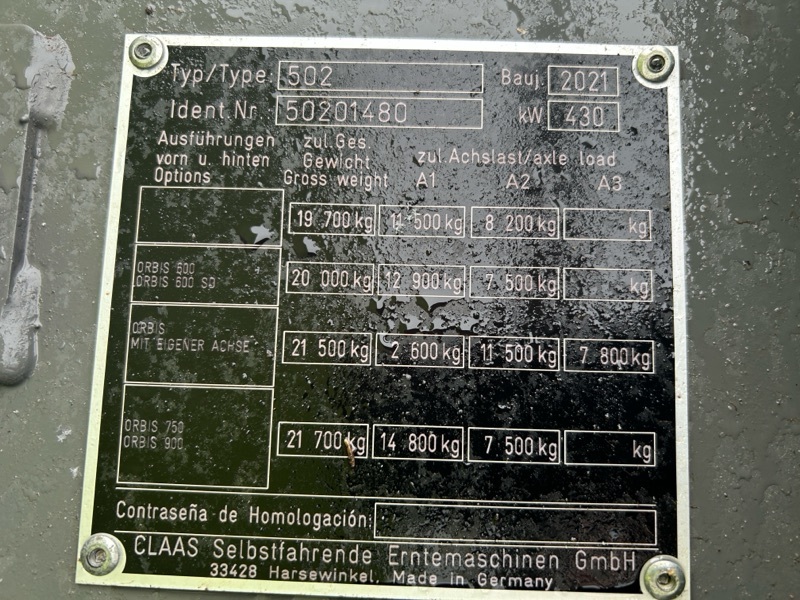 Typ/Type: 502 Bauj. 2021
Ident.Nr. 50201480 kW 430
Ausführungen zul.Ges.
vorn u. hinten Gewicht zul.Achslast/axle load
Options Gross weight A1 A2 A3
19 700 kg 11 500 kg 8 200 kg kg
ORBIS 600
ORBIS 600 SD 20 000 kg 12 900 kg 7 500 kg kg
ORBIS
MIT EIGENER ACHSE 21 500 kg 2 600 kg 11 500 kg 7 800 kg
ORBIS 750
ORBIS 900 21 700 kg 14 800 kg 7 500 kg kg
Contraseña de Homologación:
CLAAS Selbstfahrende Erntemaschinen GmbH
33428 Harsewinkel, Made in Germany